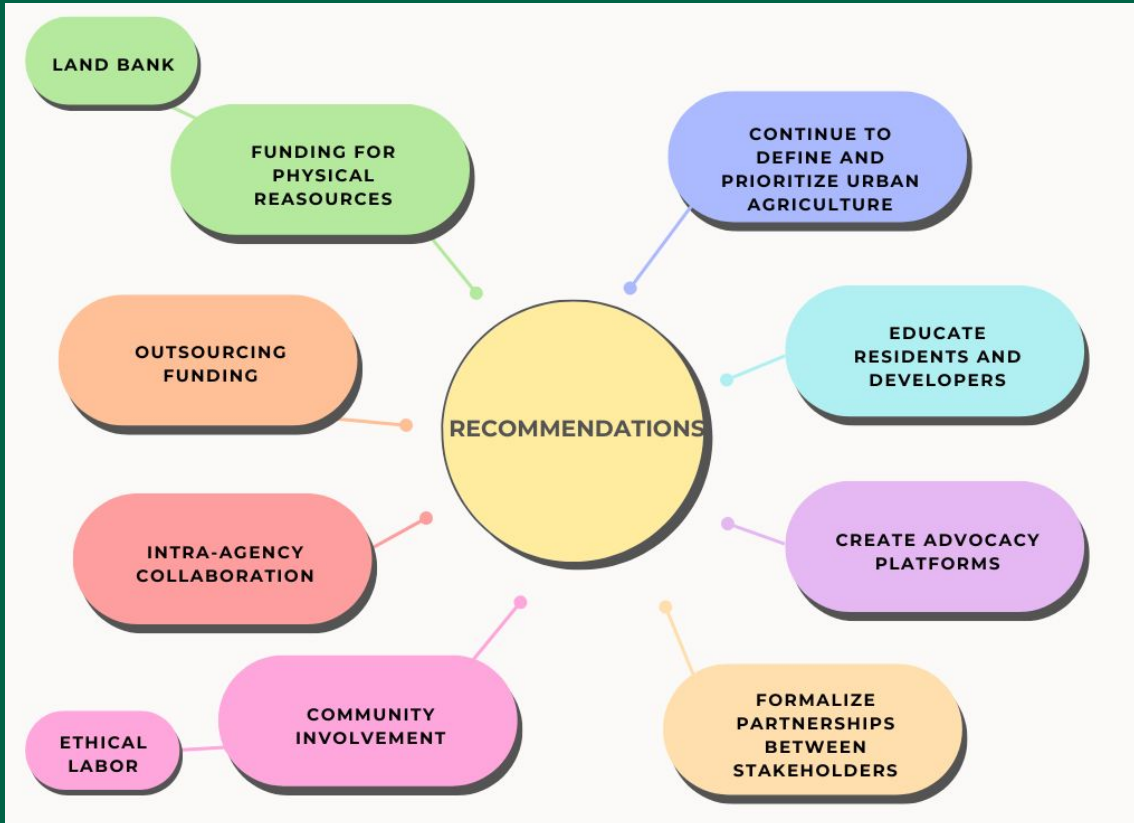 LAND BANK
FUNDING FOR
PHYSICAL
REASOURCES
CONTINUE TO
DEFINE AND
PRIORITIZE URBAN
AGRICULTURE
OUTSOURCING
FUNDING
EDUCATE
RESIDENTS AND
DEVELOPERS
RECOMMENDATIONS
INTRA-AGENCY
COLLABORATION
CREATE ADVOCACY
PLATFORMS
COMMUNITY
INVOLVEMENT
ETHICAL
LABOR
FORMALIZE
PARTNERSHIPS
BETWEEN
STAKEHOLDERS